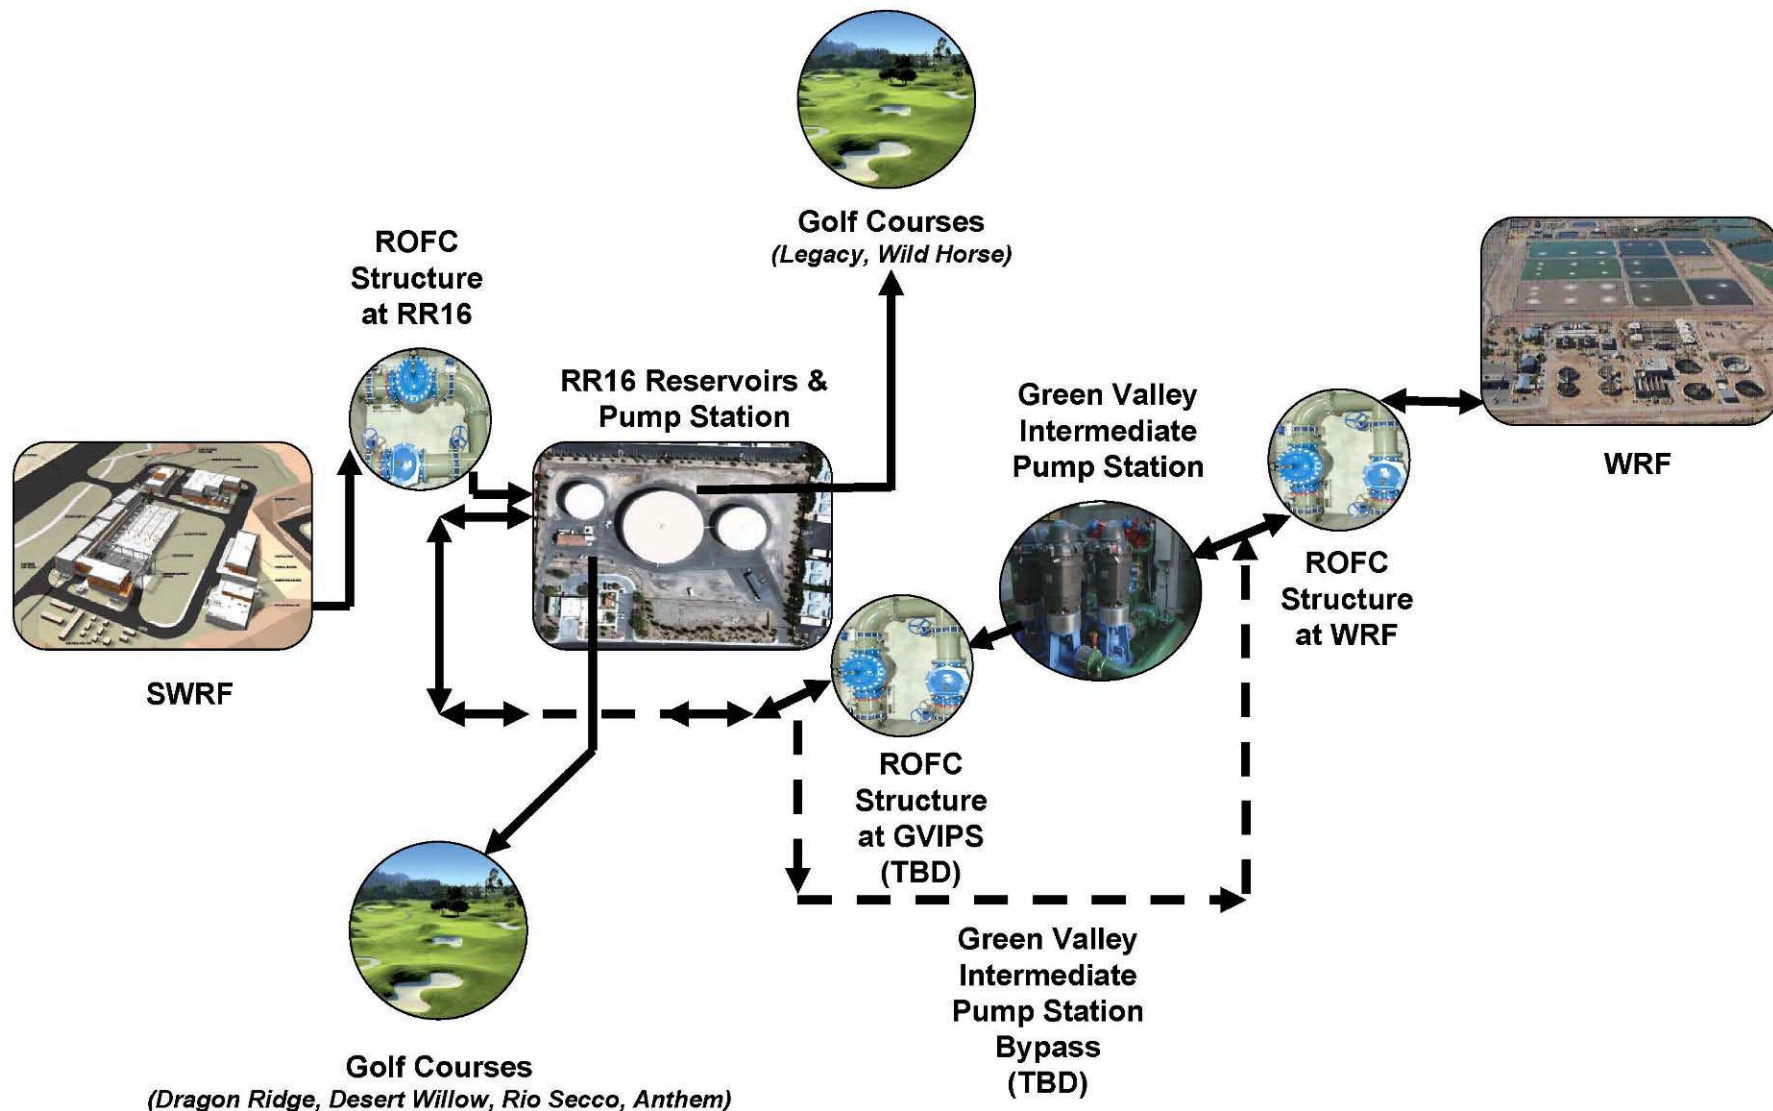 Golf Courses
(Legacy, Wild Horse)
ROFC
Structure
at RR16
RR16 Reservoirs &
Pump Station
Green Valley
Intermediate
Pump Station
WRF
ROFC
Structure
at WRF
SWRF
ROFC
Structure
at GVIPS
(TBD)
Green Valley
Intermediate
Pump Station
Bypass
(TBD)
Golf Courses
(Dragon Ridge, Desert Willow, Rio Secco, Anthem)